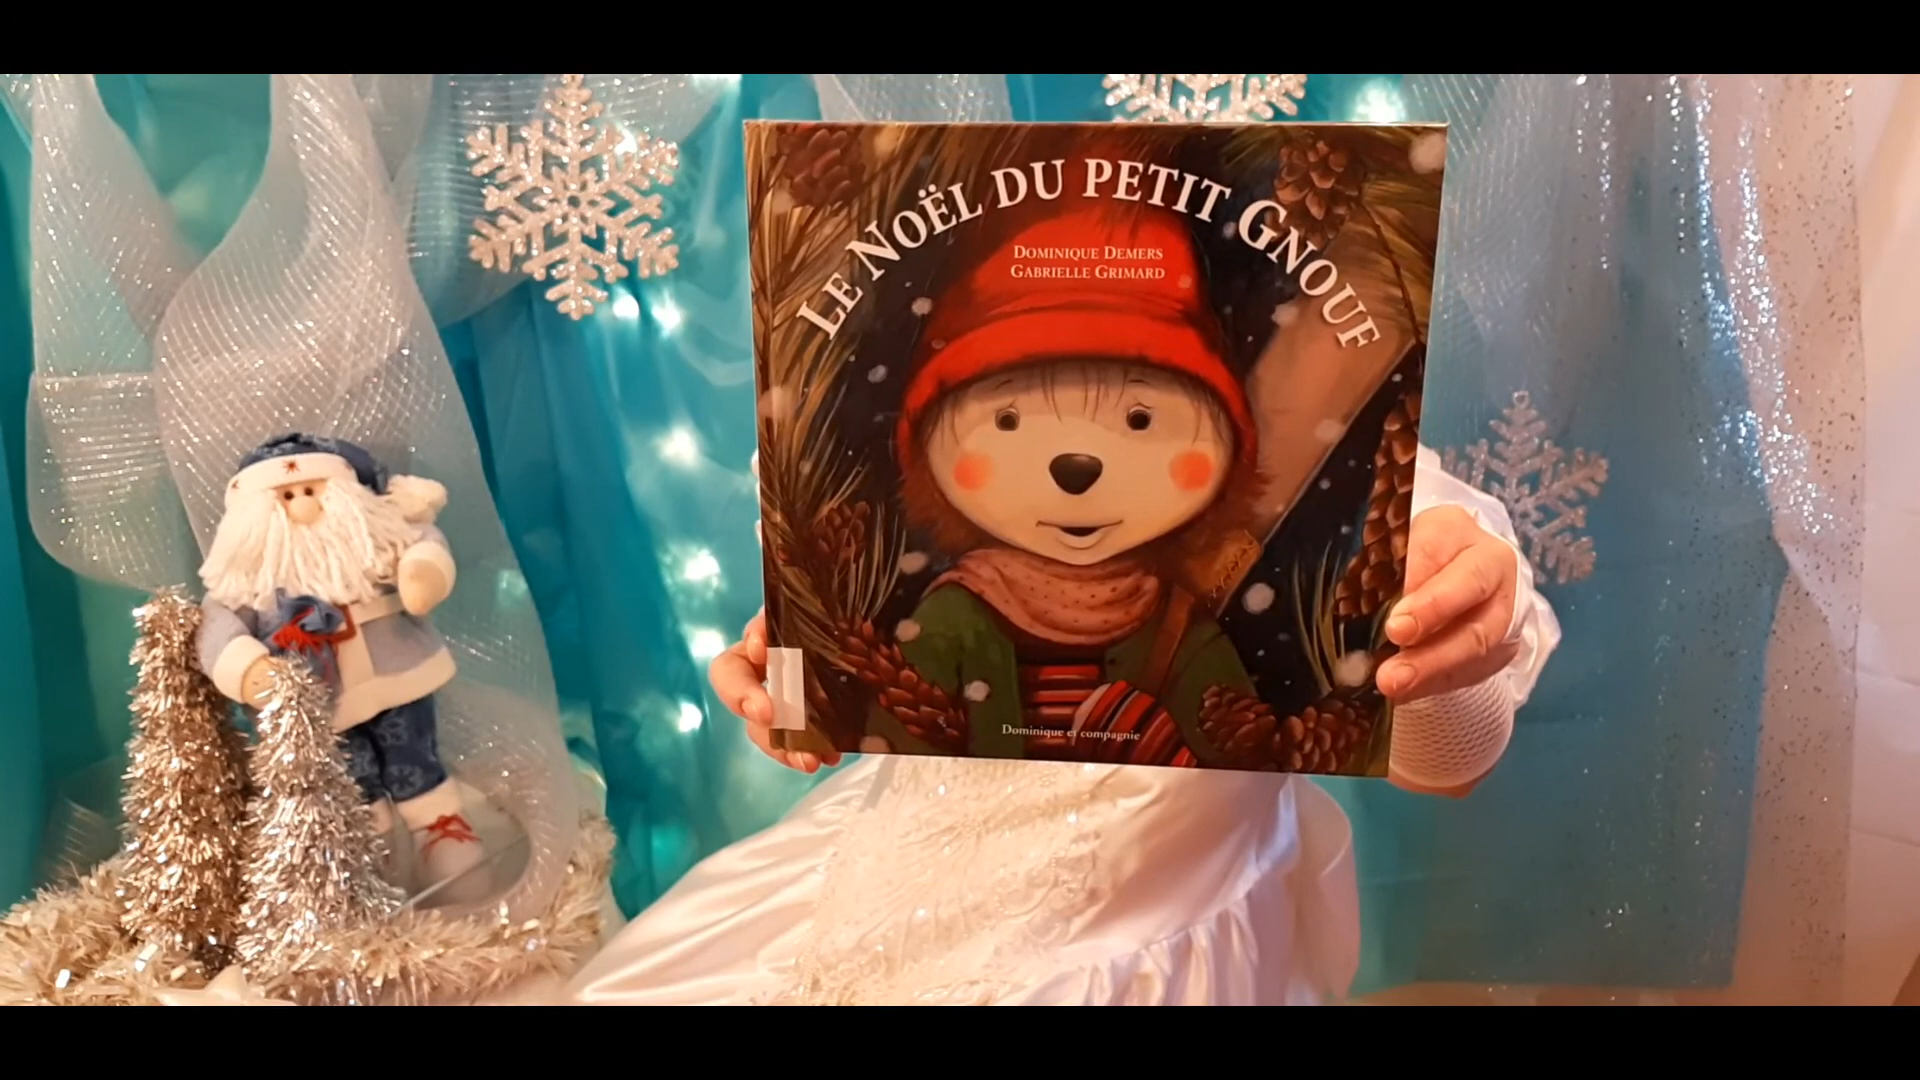 LE NOËL DU PETIT GNOUF
DOMINIQUE DEMERS
GABRIELLE GRIMARD
Dominique et compagnie